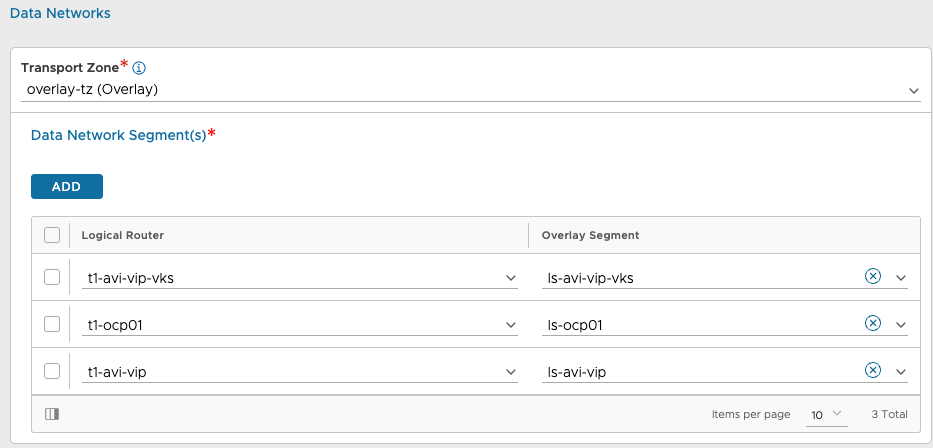 Data Networks
Transport Zone*
overlay-tz (Overlay)
Data Network Segment(s)*
ADD
Logical Router Overlay Segment
t1-avi-vip-vks ls-avi-vip-vks
t1-ocp01 ls-ocp01
t1-avi-vip ls-avi-vip
Items per page 10 3 Total